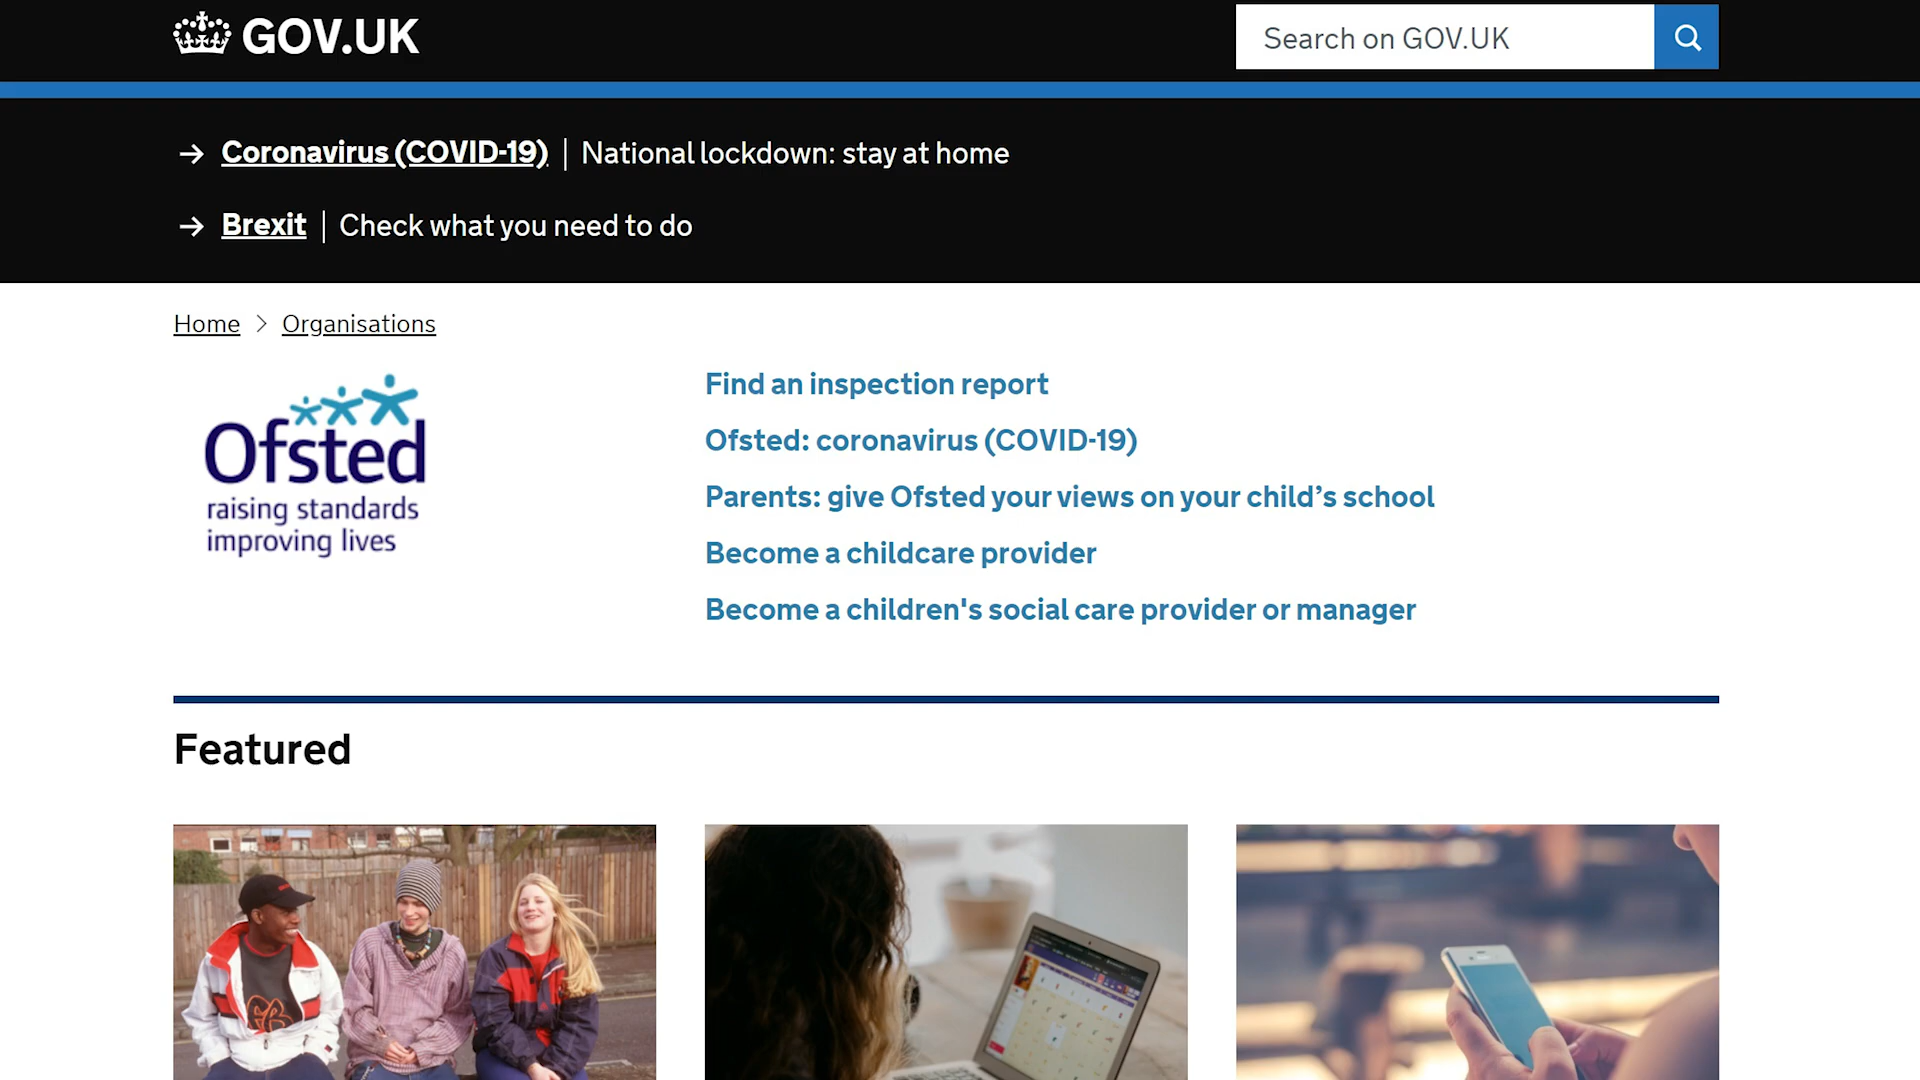 GOV.UK
Search on GOV.UK
Coronavirus (COVID-19) | National lockdown: stay at home
Brexit | Check what you need to do
Home > Organisations
Ofsted
raising standards
improving lives
Find an inspection report
Ofsted: coronavirus (COVID-19)
Parents: give Ofsted your views on your child’s school
Become a childcare provider
Become a children's social care provider or manager
Featured